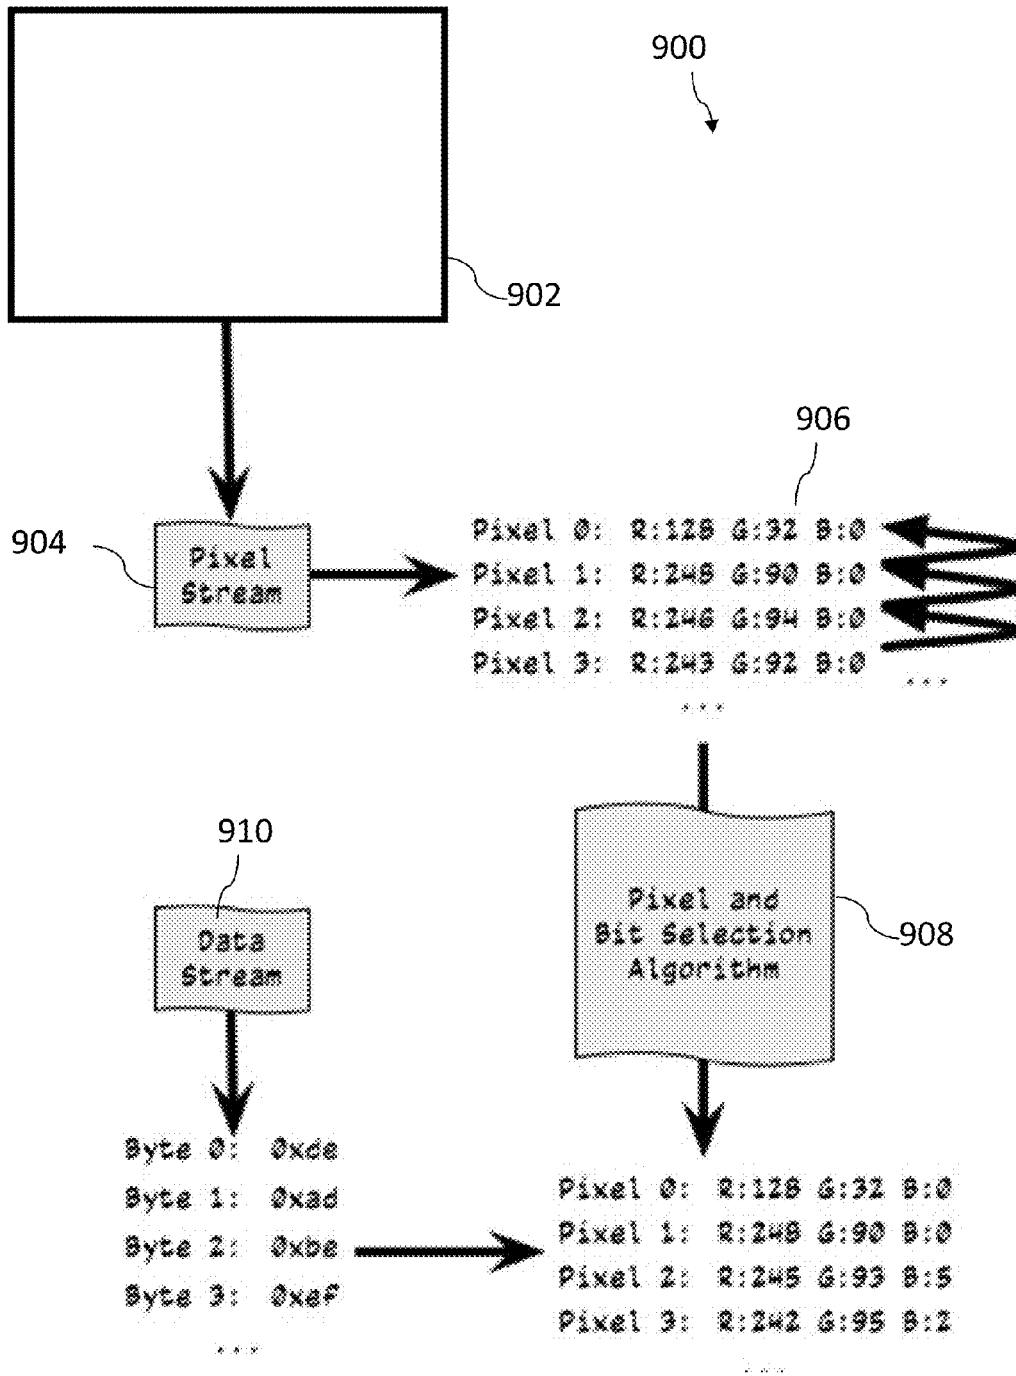 900
902
906
904
Pixel
Stream
Pixel 0: R:128 G:32 B:0
Pixel 1: R:248 G:90 B:0
Pixel 2: R:246 G:94 B:0
Pixel 3: R:243 G:92 B:0
...
...
910
Data
Stream
Pixel and
Bit Selection
Algorithm
908
Byte 0: 0xde
Byte 1: 0xad
Byte 2: 0xbe
Byte 3: 0xef
...
Pixel 0: R:128 G:32 B:0
Pixel 1: R:248 G:90 B:0
Pixel 2: R:245 G:93 B:5
Pixel 3: R:242 G:95 B:2
...